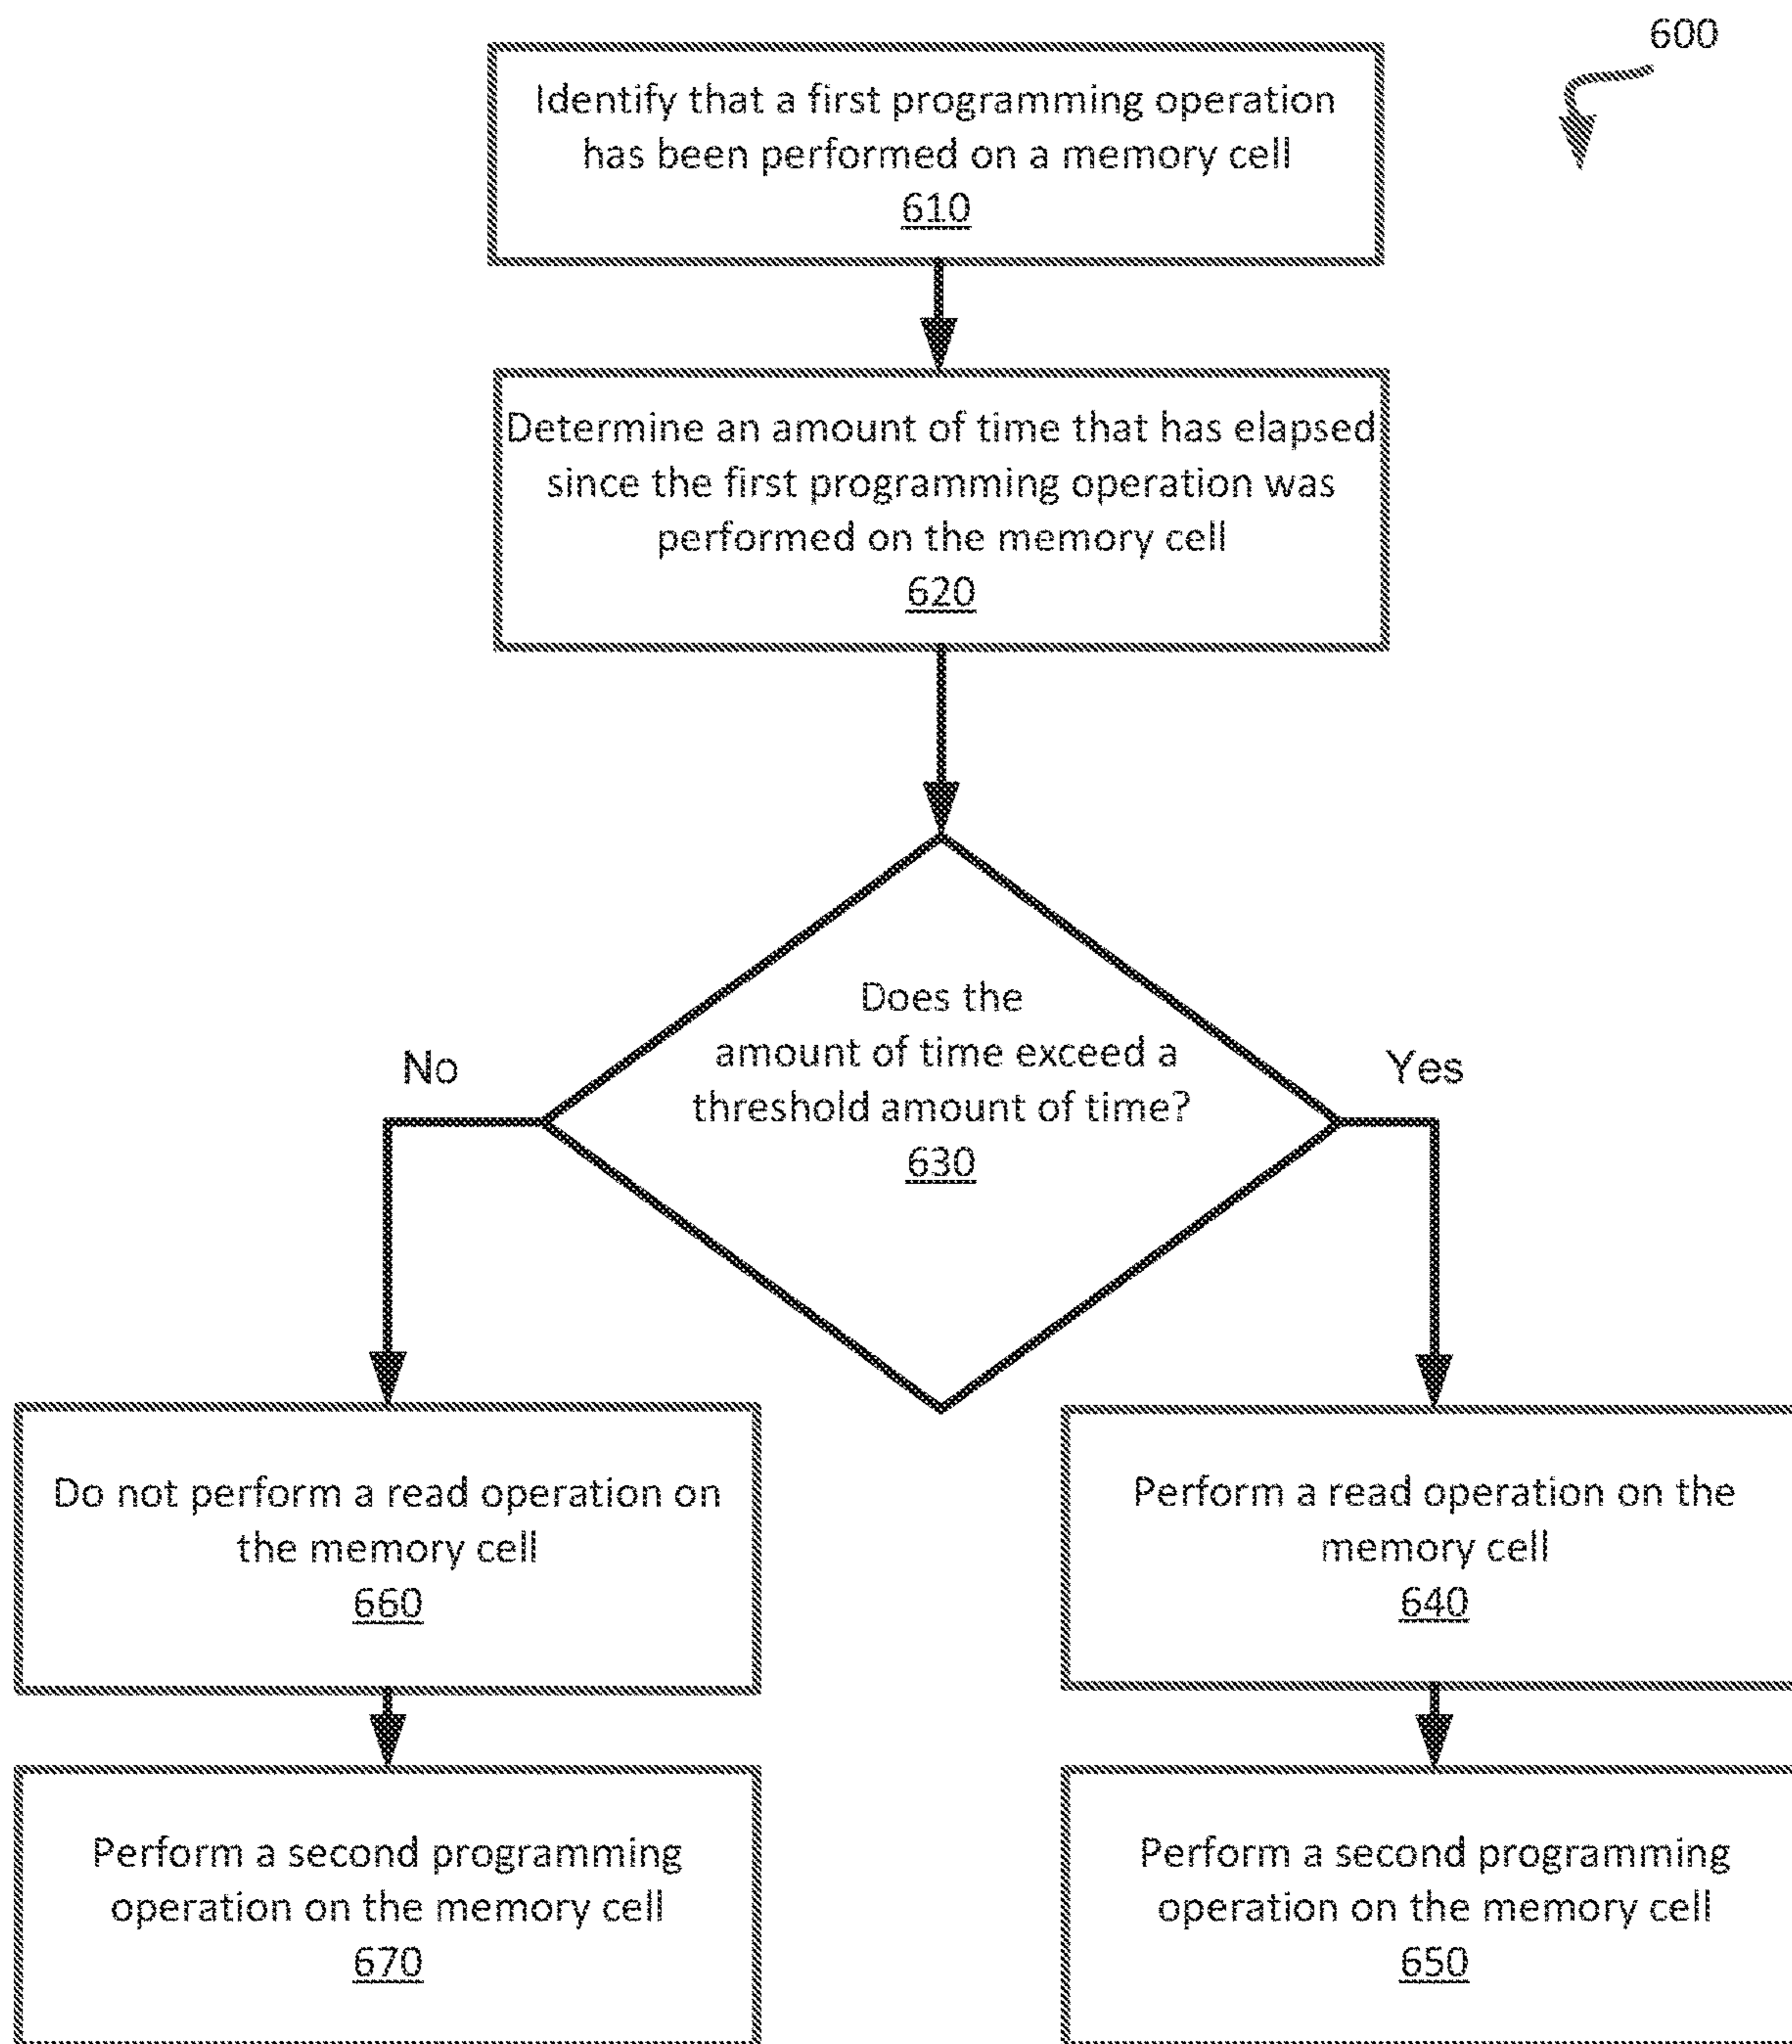 600
Identify that a first programming operation
has been performed on a memory cell
610
Determine an amount of time that has elapsed
since the first programming operation was
performed on the memory cell
620
Does the
amount of time exceed a
threshold amount of time?
630
No
Yes
Do not perform a read operation on
the memory cell
660
Perform a read operation on the
memory cell
640
Perform a second programming
operation on the memory cell
670
Perform a second programming
operation on the memory cell
650